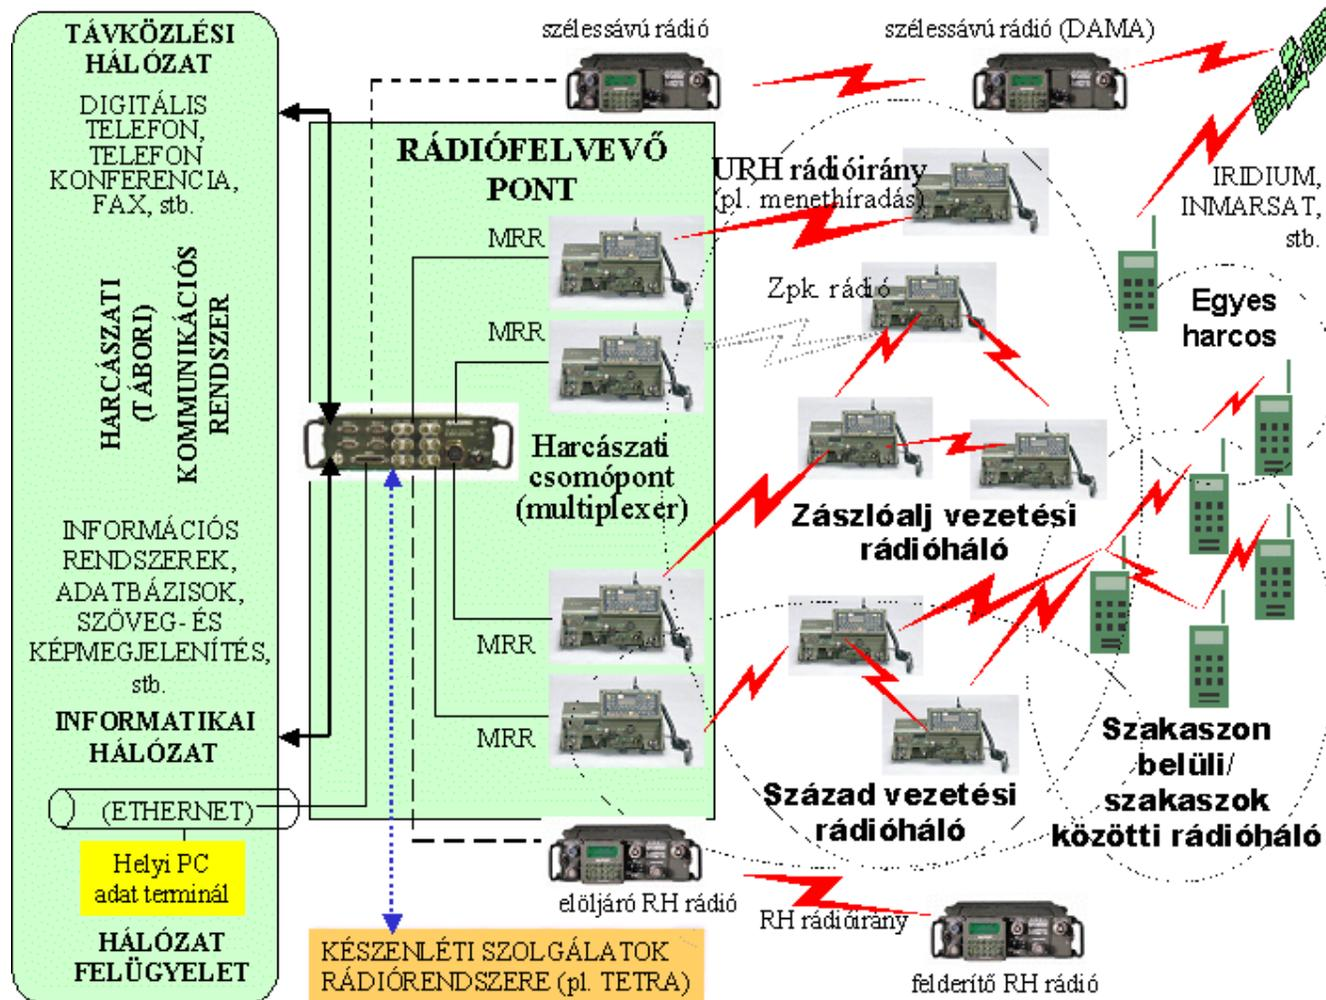 TÁVKÖZLÉSI
HÁLÓZAT
DIGITÁLIS
TELEFON,
TELEFON
KONFERENCIA,
FAX, stb.
HARCÁSZATI
(TÁBORI)
KOMMUNIKÁCIÓS
RENDSZER
INFORMÁCIÓS
RENDSZEREK,
ADATBÁZISOK,
SZÖVEG- ÉS
KÉPMEGJELENÍTÉS,
stb.
INFORMATIKAI
HÁLÓZAT
(ETHERNET)
Helyi PC
adat terminál
HÁLÓZAT
FELÜGYELET
szélessávú rádió
szélessávú rádió (DAMA)
RÁDIÓFELVEVŐ
PONT
MRR
MRR
Harcászati
csomópont
(multiplexer)
MRR
MRR
URH rádióirány
(pl. menethíradás)
Zpk. rádió
IRIDIUM,
INMARSAT,
stb.
Egyes
harcos
Zászlóalj vezetési
rádióháló
Század vezetési
rádióháló
Szakaszon
belüli/
szakaszok
közötti rádióháló
elöljáró RH rádió
RH rádióirány
felderítő RH rádió
KÉSZENLÉTI SZOLGÁLATOK
RÁDIÓRENDSZERE (pl. TETRA)